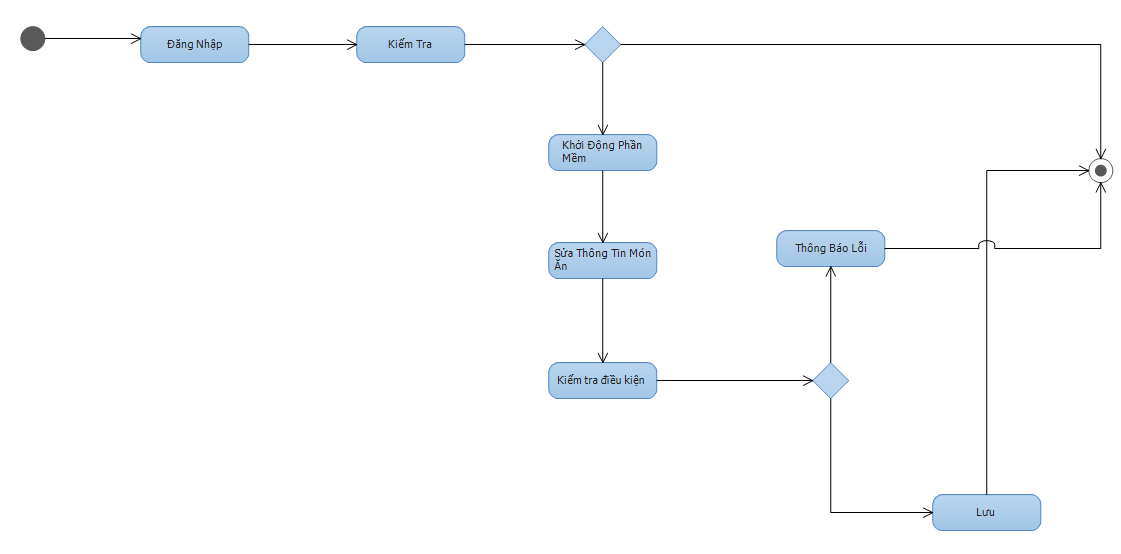 Đăng Nhập
Kiểm Tra
Khởi Động Phần
Mềm
Sửa Thông Tin Món
Ăn
Thông Báo Lỗi
Kiểm tra điều kiện
Lưu